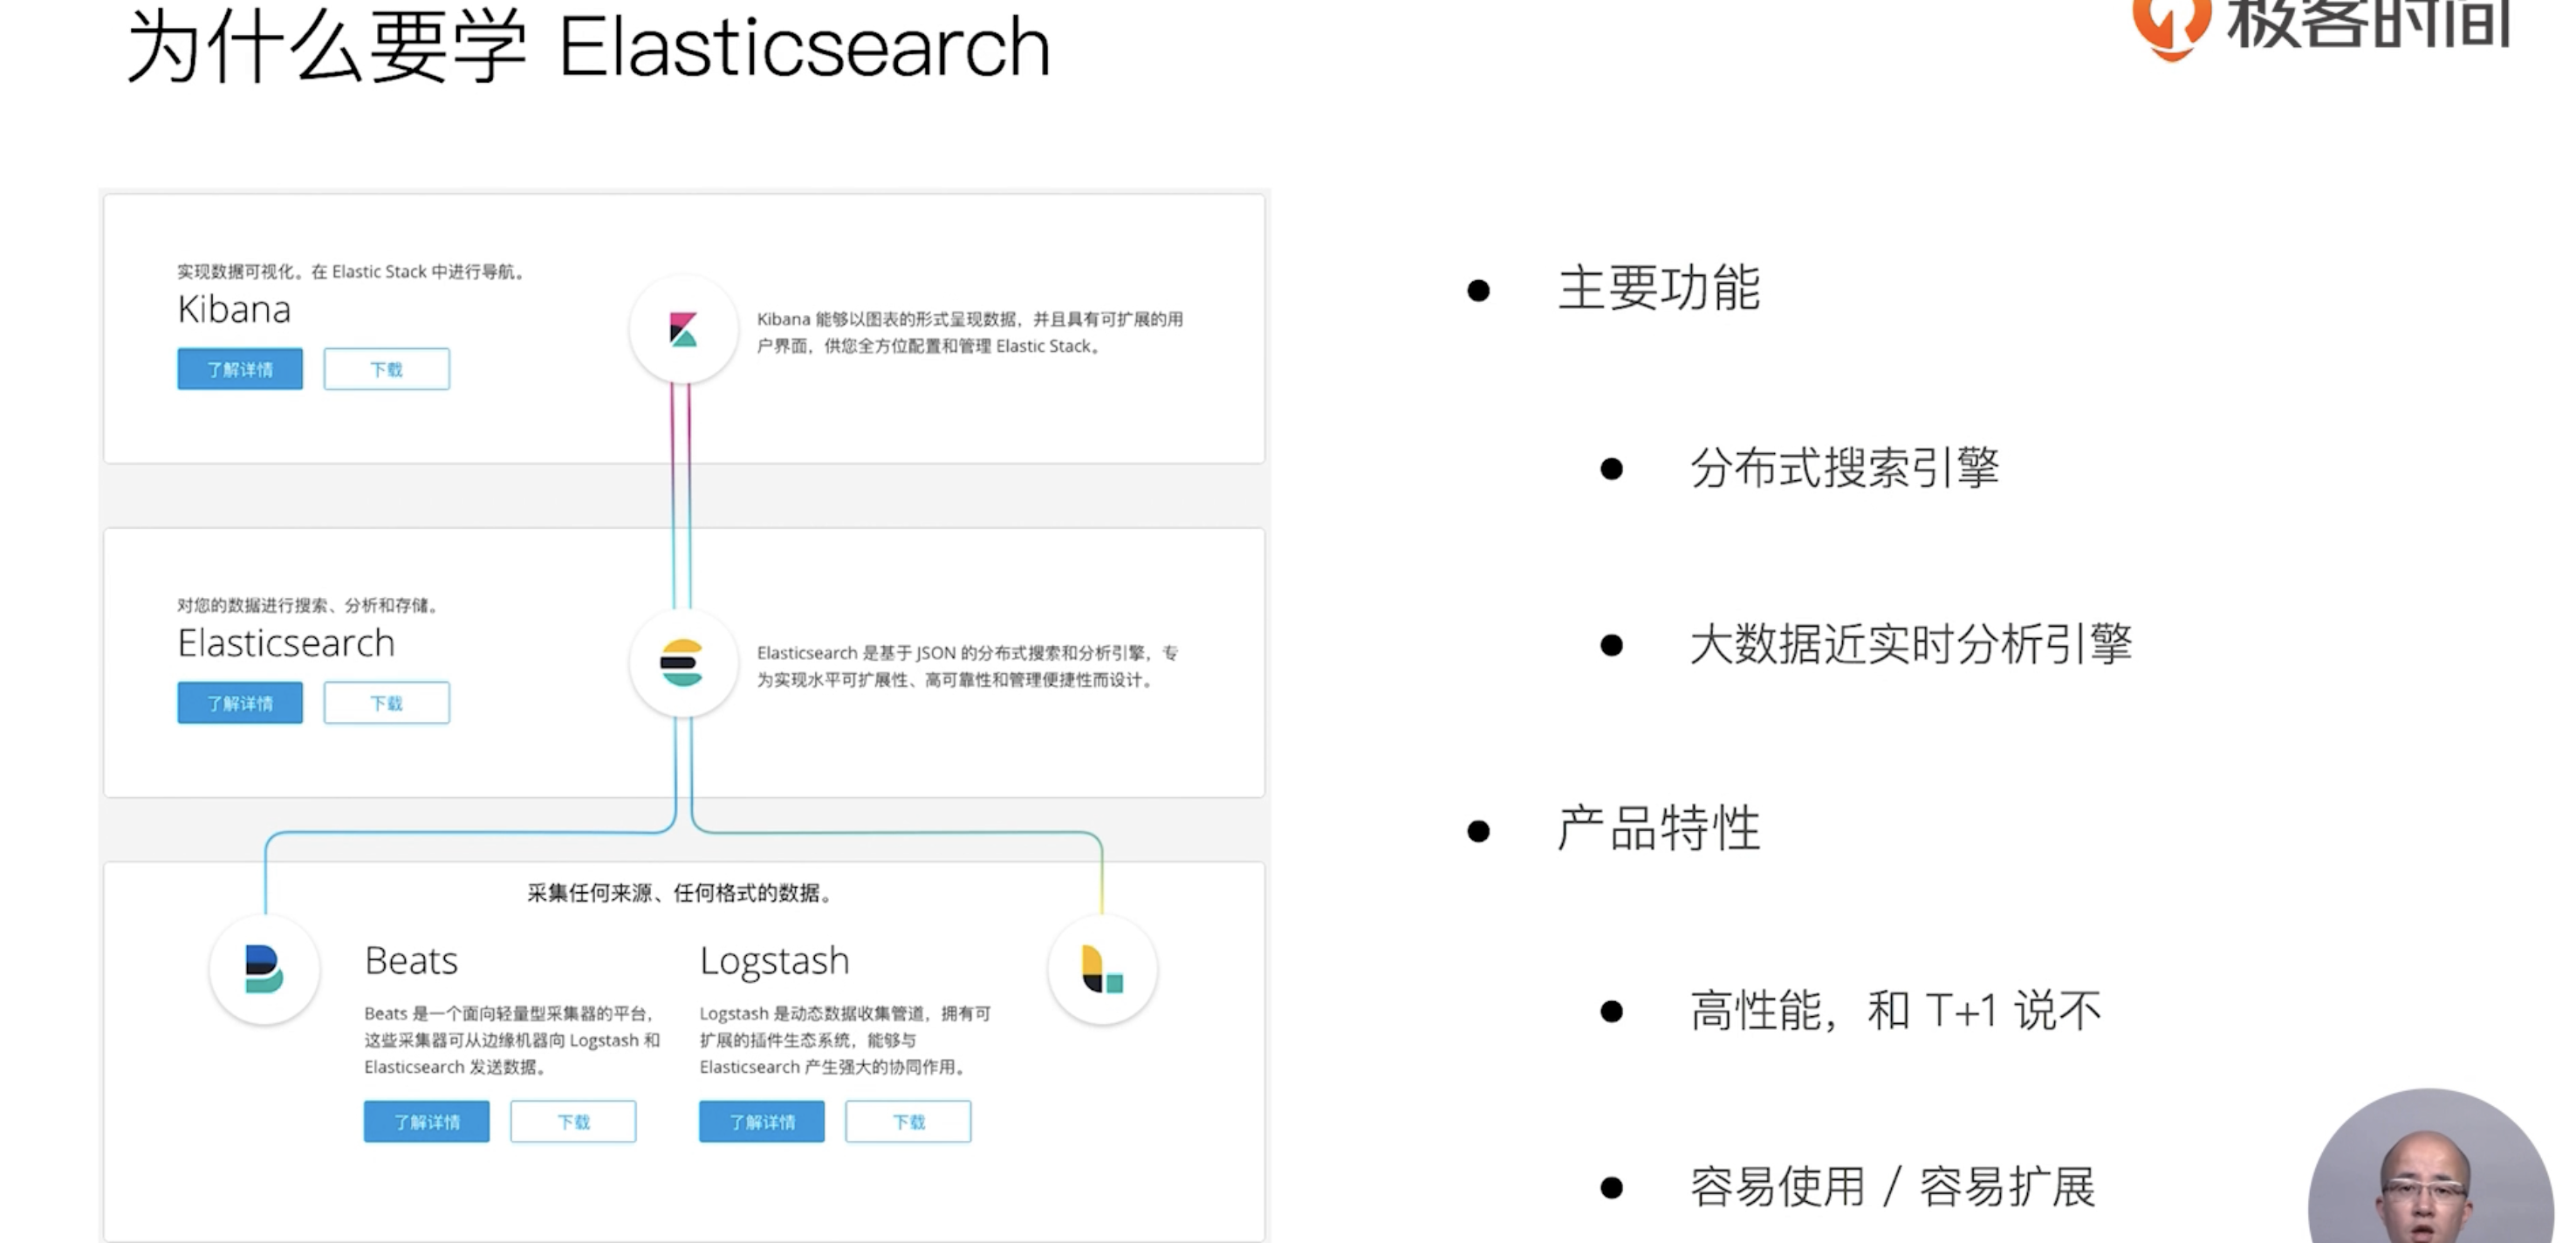 为什么要学 Elasticsearch
极客时间
实现数据可视化。在 Elastic Stack 中进行导航。
Kibana
了解详情
下载
Kibana 能够以图表的形式呈现数据，并且具有可扩展的用
户界面，供您全方位配置和管理 Elastic Stack。
对您的数据进行搜索、分析和存储。
Elasticsearch
了解详情
下载
Elasticsearch 是基于 JSON 的分布式搜索和分析引擎，专
为实现水平可扩展性、高可靠性和管理便捷性而设计。
采集任何来源、任何格式的数据。
Beats
Beats 是一个面向轻量型采集器的平台，
这些采集器可从边缘机器向 Logstash 和
Elasticsearch 发送数据。
了解详情
下载
Logstash
Logstash 是动态数据收集管道，拥有可
扩展的插件生态系统，能够与
Elasticsearch 产生强大的协同作用。
了解详情
下载
● 主要功能
● 分布式搜索引擎
● 大数据近实时分析引擎
● 产品特性
● 高性能，和 T+1 说不
● 容易使用 / 容易扩展